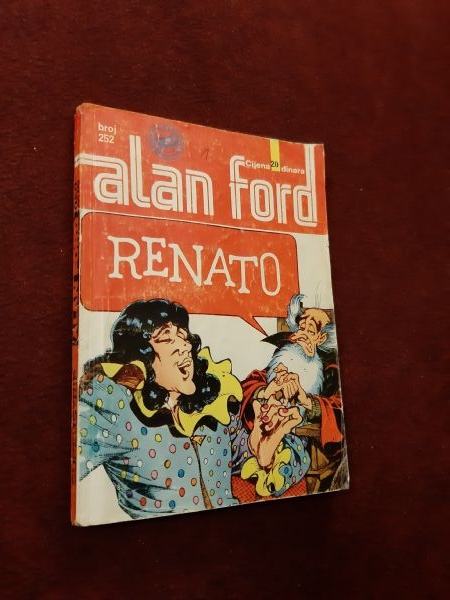 broj
252
Cijena 20 dinara
alan ford
RENATO